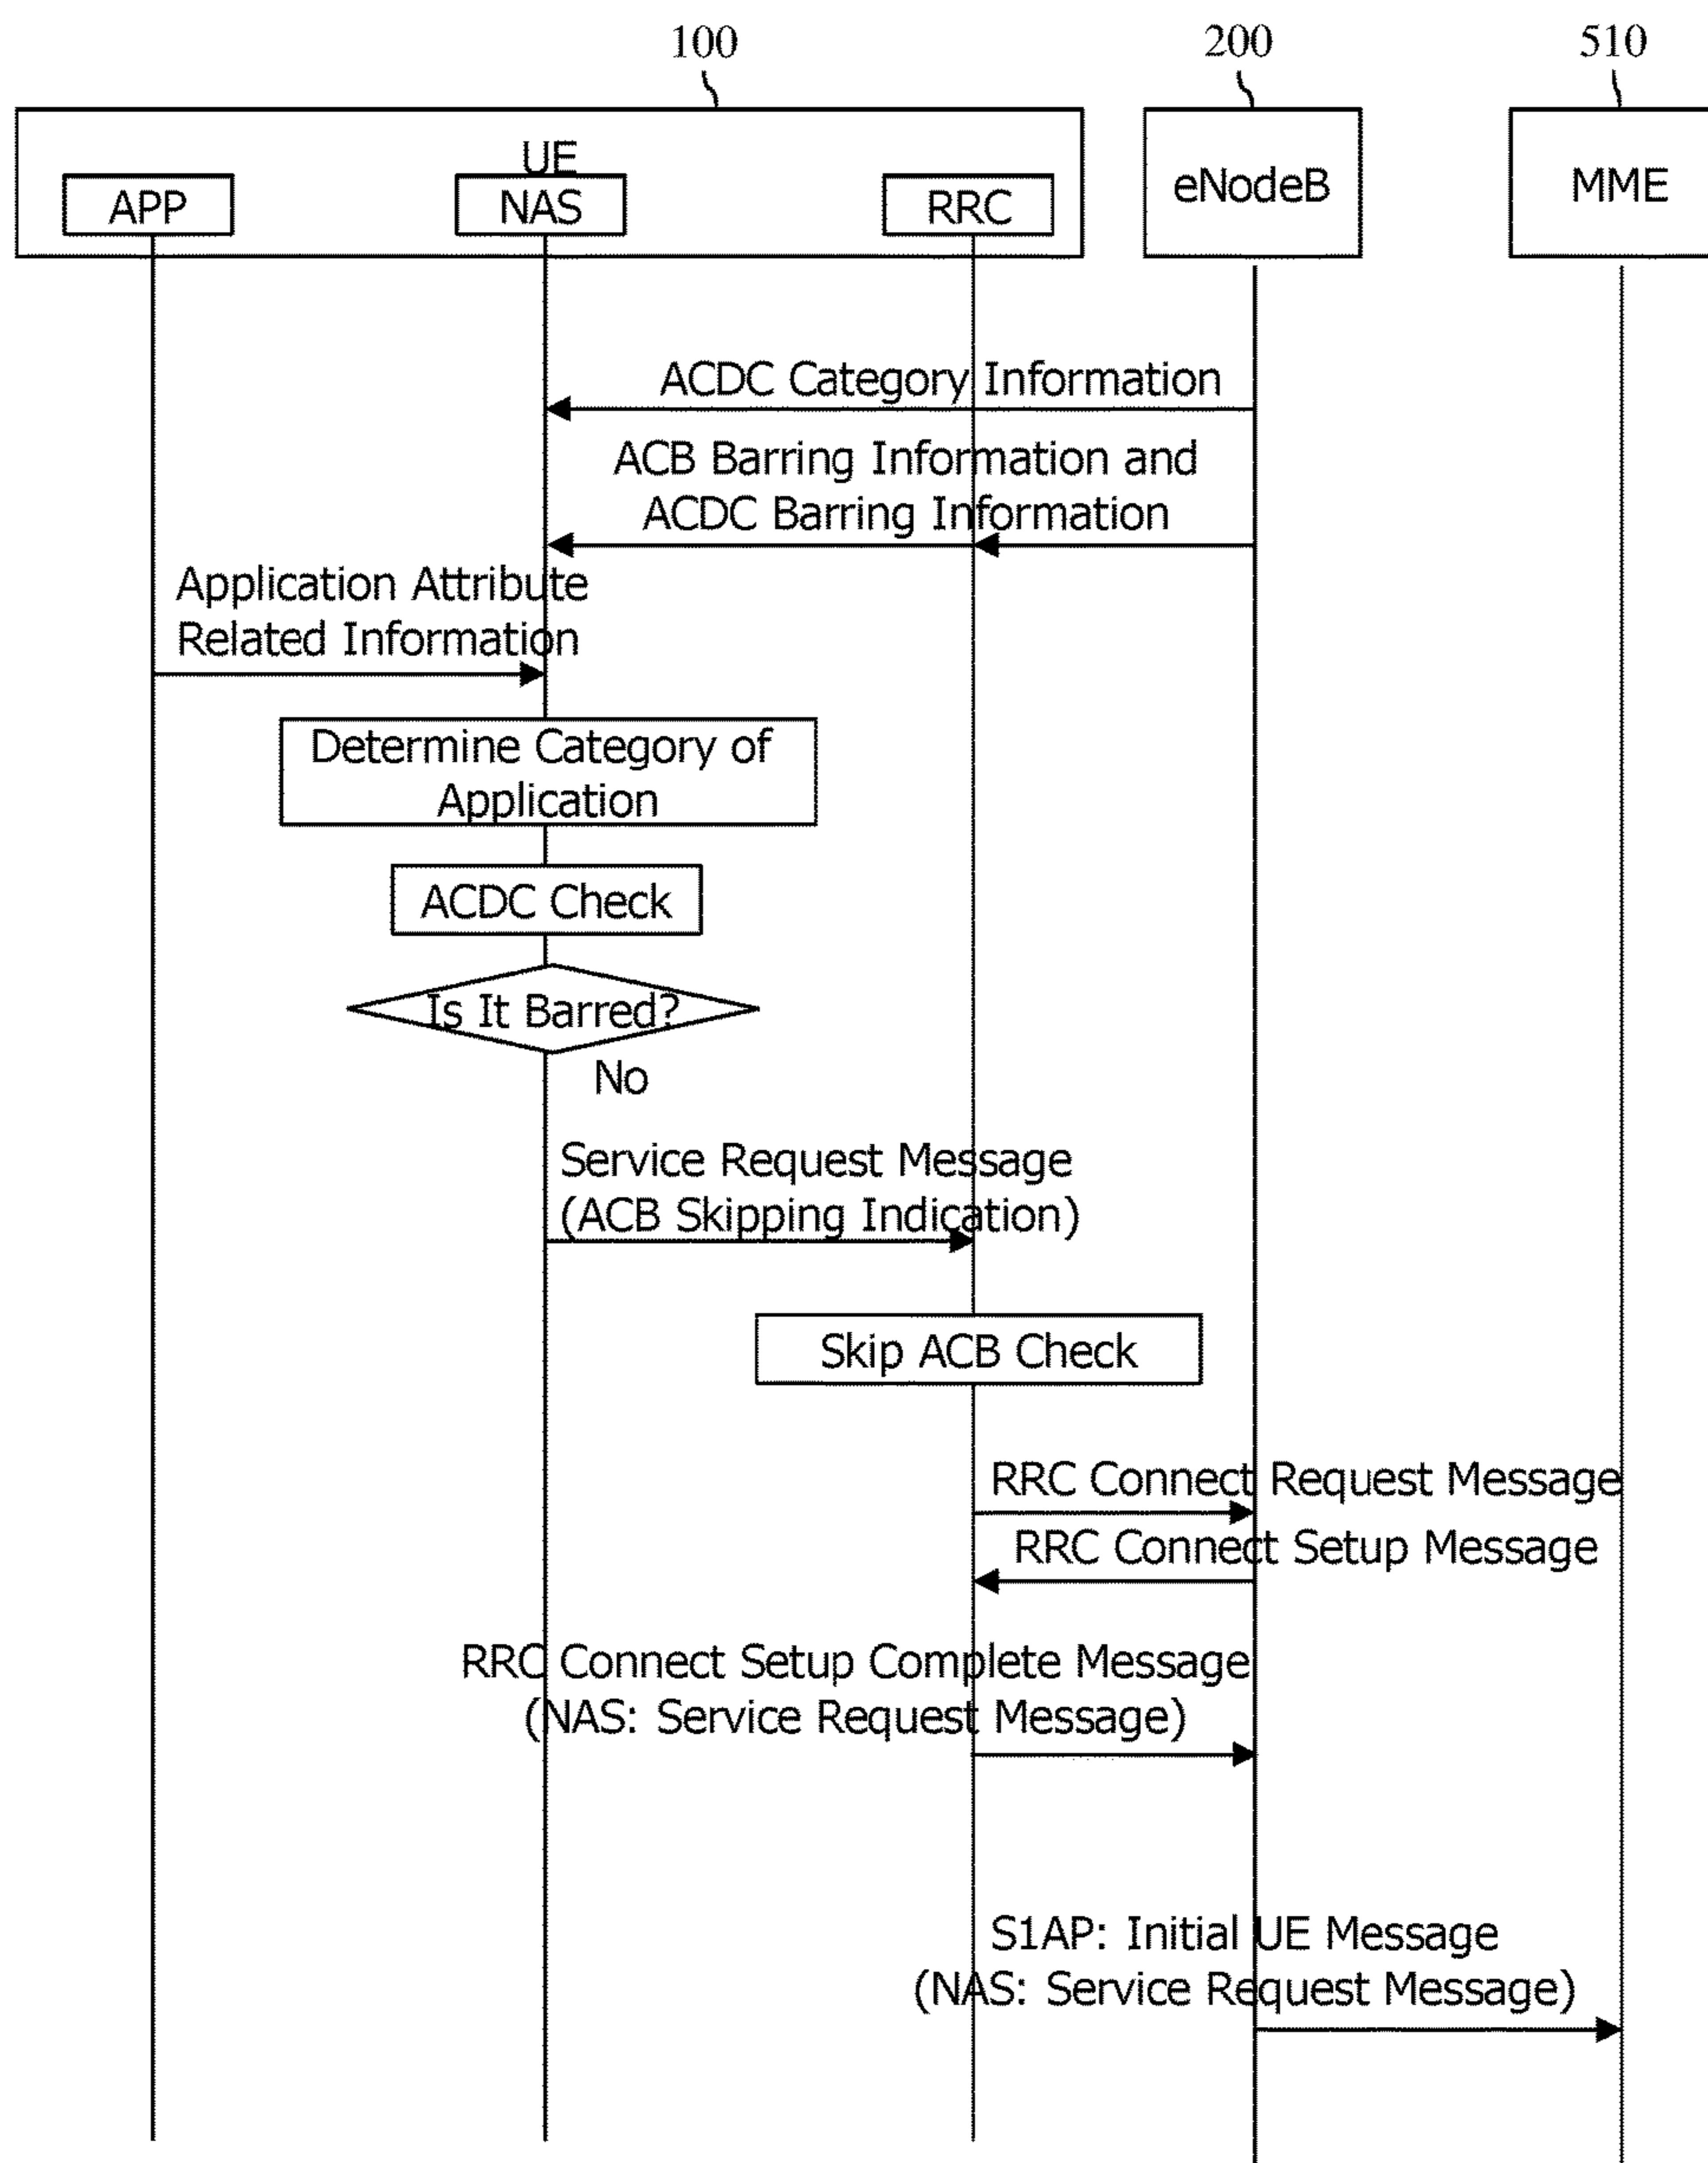 100 200 510
UE
APP NAS RRC eNodeB MME
ACDC Category Information
ACB Barring Information and
ACDC Barring Information
Application Attribute
Related Information
Determine Category of
Application
ACDC Check
Is It Barred?
No
Service Request Message
(ACB Skipping Indication)
Skip ACB Check
RRC Connect Request Message
RRC Connect Setup Message
RRC Connect Setup Complete Message
(NAS: Service Request Message)
S1AP: Initial UE Message
(NAS: Service Request Message)